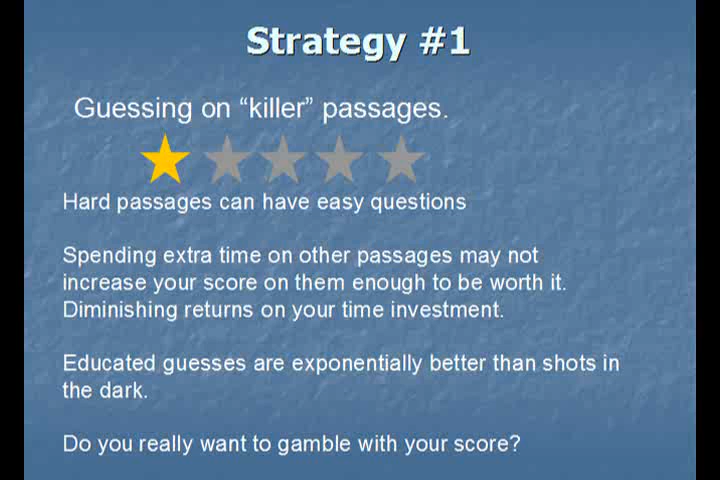 Strategy #1
Guessing on “killer” passages.
Hard passages can have easy questions
Spending extra time on other passages may not
increase your score on them enough to be worth it.
Diminishing returns on your time investment.
Educated guesses are exponentially better than shots in
the dark.
Do you really want to gamble with your score?